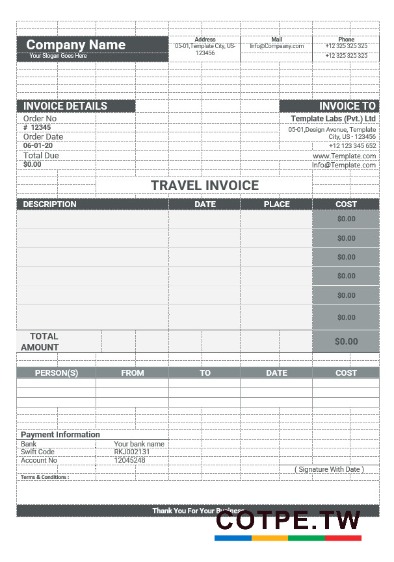 Company Name
Your Slogan Goes Here
Address
05-01,Template City, US-
123456
Mail
Info@Company.com
Phone
+12 325 325 325
+12 325 325 325
INVOICE DETAILS
INVOICE TO
Order No
# 12345
Order Date
06-01-20
Total Due
$0.00
Template Labs (Pvt.) Ltd
05-01,Design Avenue, Template
City, US - 123456
+12 123 345 652
www.Template.com
Info@Template.com
TRAVEL INVOICE
DESCRIPTION DATE PLACE COST
$0.00
$0.00
$0.00
$0.00
$0.00
$0.00
TOTAL
AMOUNT
$0.00
PERSON(S) FROM TO DATE COST
Payment Information
Bank Your bank name
Swift Code RKJ002131
Account No 12045248
( Signature With Date )
Terms & Conditions :
Thank You For Your Business
COTPE.TW